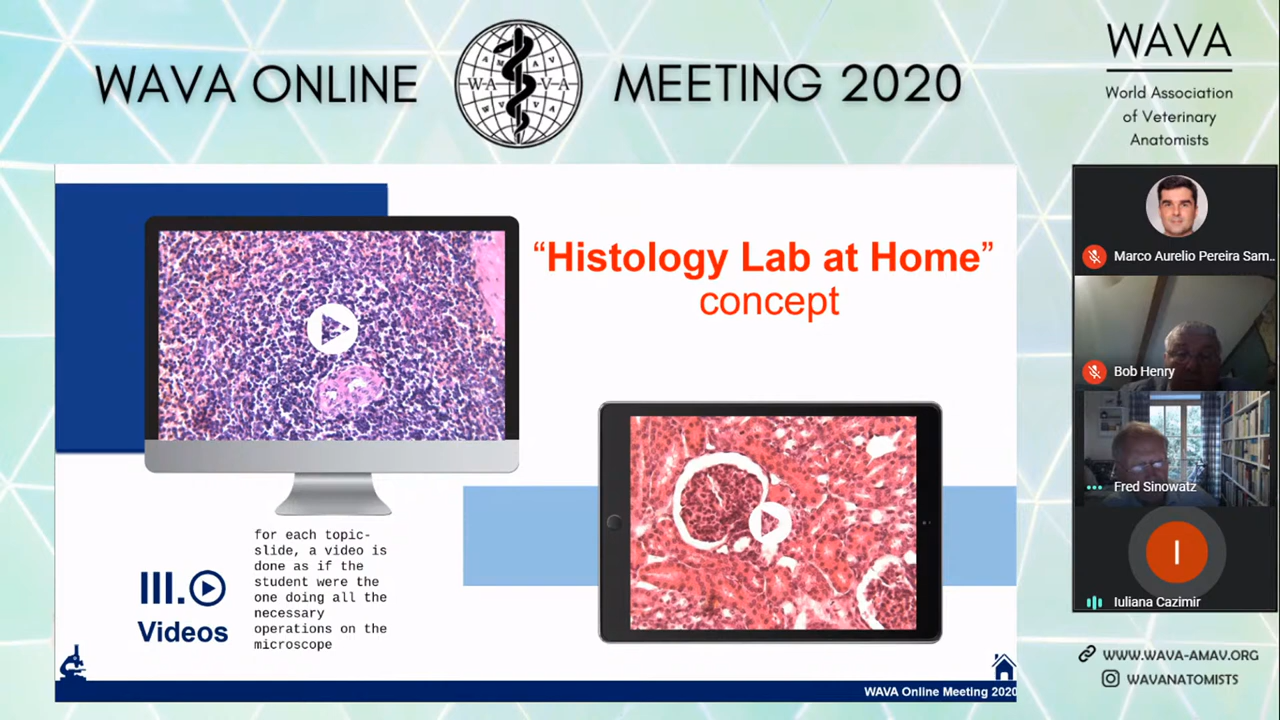 WAVA ONLINE
MEETING 2020
AMAV
WAVA
WVVA
WAVA
World Association
of Veterinary
Anatomists
“Histology Lab at Home”
concept
for each topic-
slide, a video is
done as if the
student were the
one doing all the
necessary
operations on the
microscope
III.
Videos
WAVA Online Meeting 2020
Marco Aurelio Pereira Sam...
Bob Henry
Fred Sinowatz
I
Iuliana Cazimir
WWW.WAVA-AMAV.ORG
WAVANATOMISTS